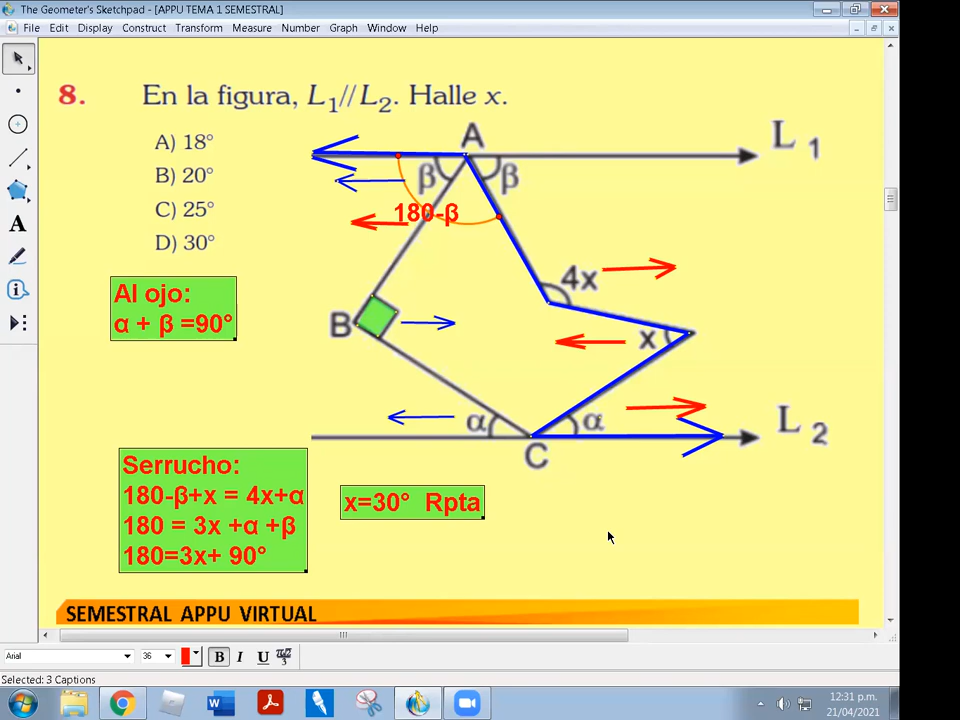 The Geometer's Sketchpad - [APPU TEMA 1 SEMESTRAL]
File Edit Display Construct Transform Measure Number Graph Window Help
8. En la figura, L1//L2. Halle x.
A) 18°
B) 20°
C) 25°
D) 30°
A
L 1
β β
180-β
4x
Al ojo:
α + β =90°
B
x
α α
L 2
C
Serrucho:
180-β+x = 4x+α
180 = 3x +α +β
180=3x+ 90°
x=30° Rpta
SEMESTRAL APPU VIRTUAL
Arial 36 B I U
Selected: 3 Captions
12:31 p.m.
21/04/2021